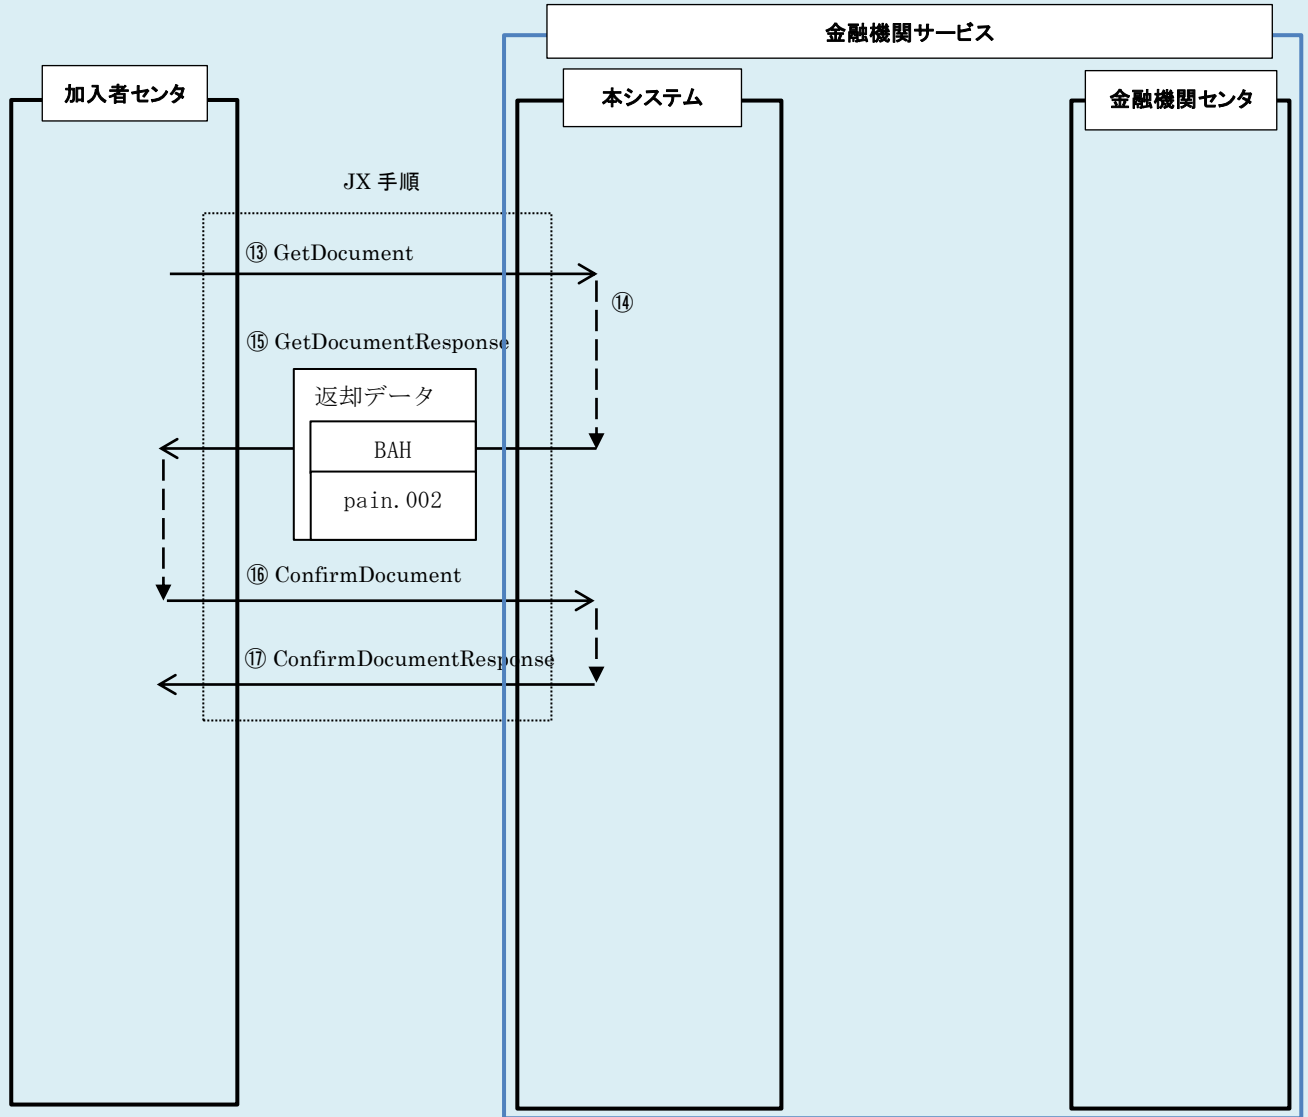 金融機関サービス
加入者センタ
本システム
金融機関センタ
JX 手順
⑬ GetDocument
⑭
⑮ GetDocumentResponse
返却データ
BAH
pain.002
⑯ ConfirmDocument
⑰ ConfirmDocumentResponse